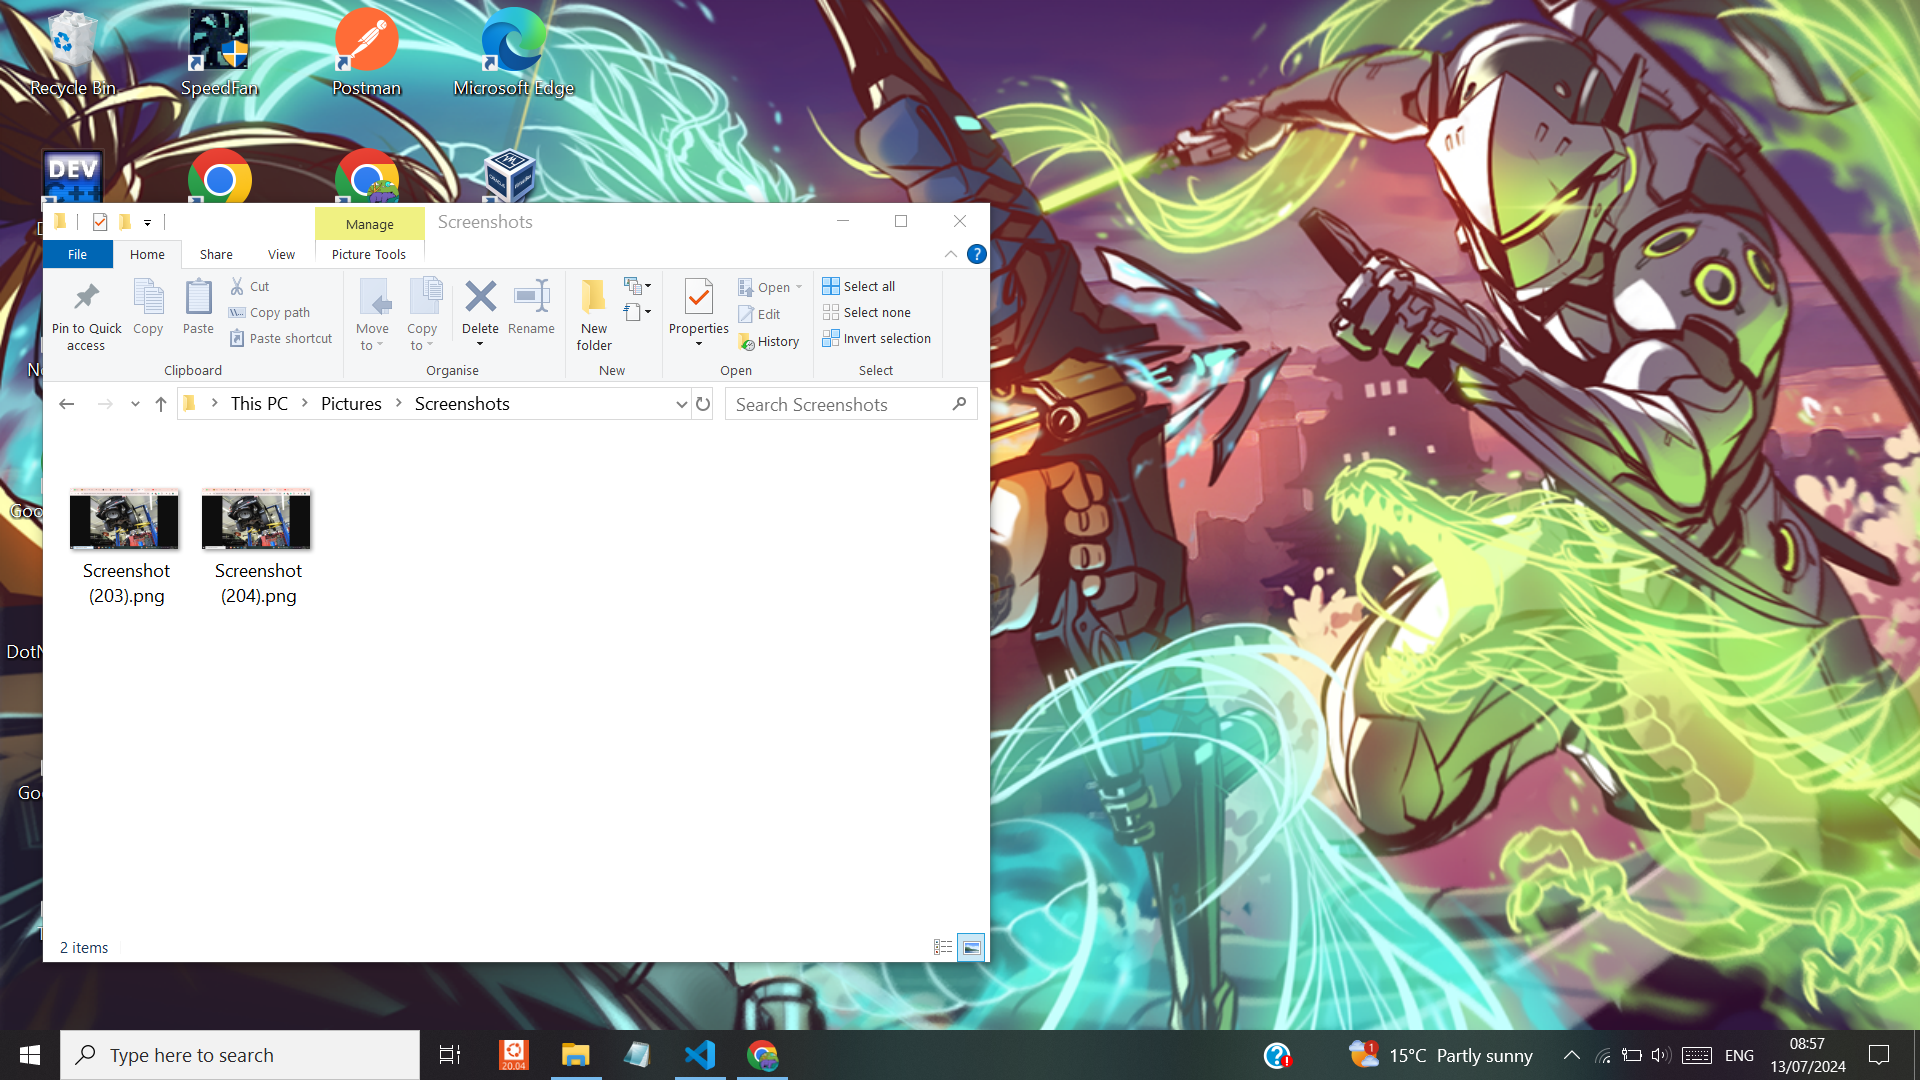 Recycle Bin
SpeedFan
Postman
Microsoft Edge
DEV
Manage
Screenshots
File
Home
Share
View
Picture Tools
Pin to Quick access
Copy
Paste
Cut
Copy path
Paste shortcut
Clipboard
Move to
Copy to
Delete
Rename
Organise
New folder
New
Properties
Open
Edit
History
Open
Select all
Select none
Invert selection
Select
This PC
Pictures
Screenshots
Search Screenshots
Screenshot (203).png
Screenshot (204).png
Goo
DotN
Goo
2 items
Type here to search
20.04
1
15°C Partly sunny
ENG
08:57
13/07/2024